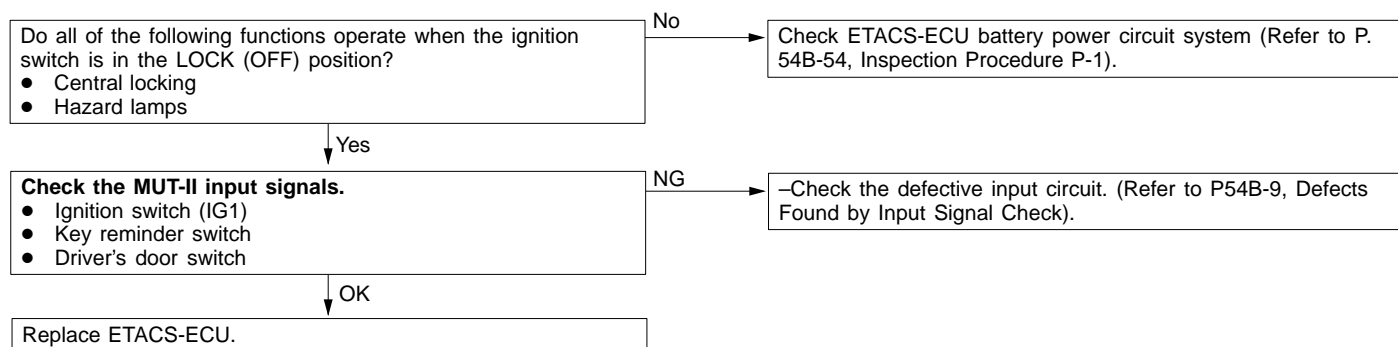 Do all of the following functions operate when the ignition
switch is in the LOCK (OFF) position?
● Central locking
● Hazard lamps
No
Check ETACS-ECU battery power circuit system (Refer to P.
54B-54, Inspection Procedure P-1).
Yes
Check the MUT-II input signals.
● Ignition switch (IG1)
● Key reminder switch
● Driver's door switch
NG
–Check the defective input circuit. (Refer to P54B-9, Defects
Found by Input Signal Check).
OK
Replace ETACS-ECU.